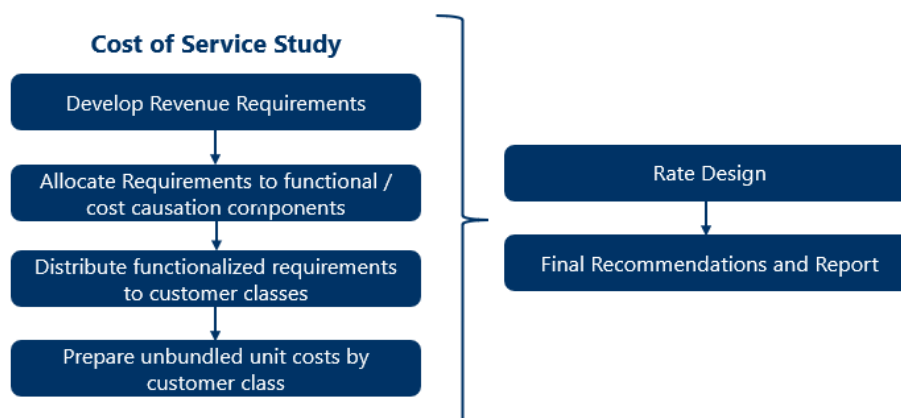 Cost of Service Study
Develop Revenue Requirements
Allocate Requirements to functional /
cost causation components
Distribute functionalized requirements
to customer classes
Prepare unbundled unit costs by
customer class
Rate Design
Final Recommendations and Report